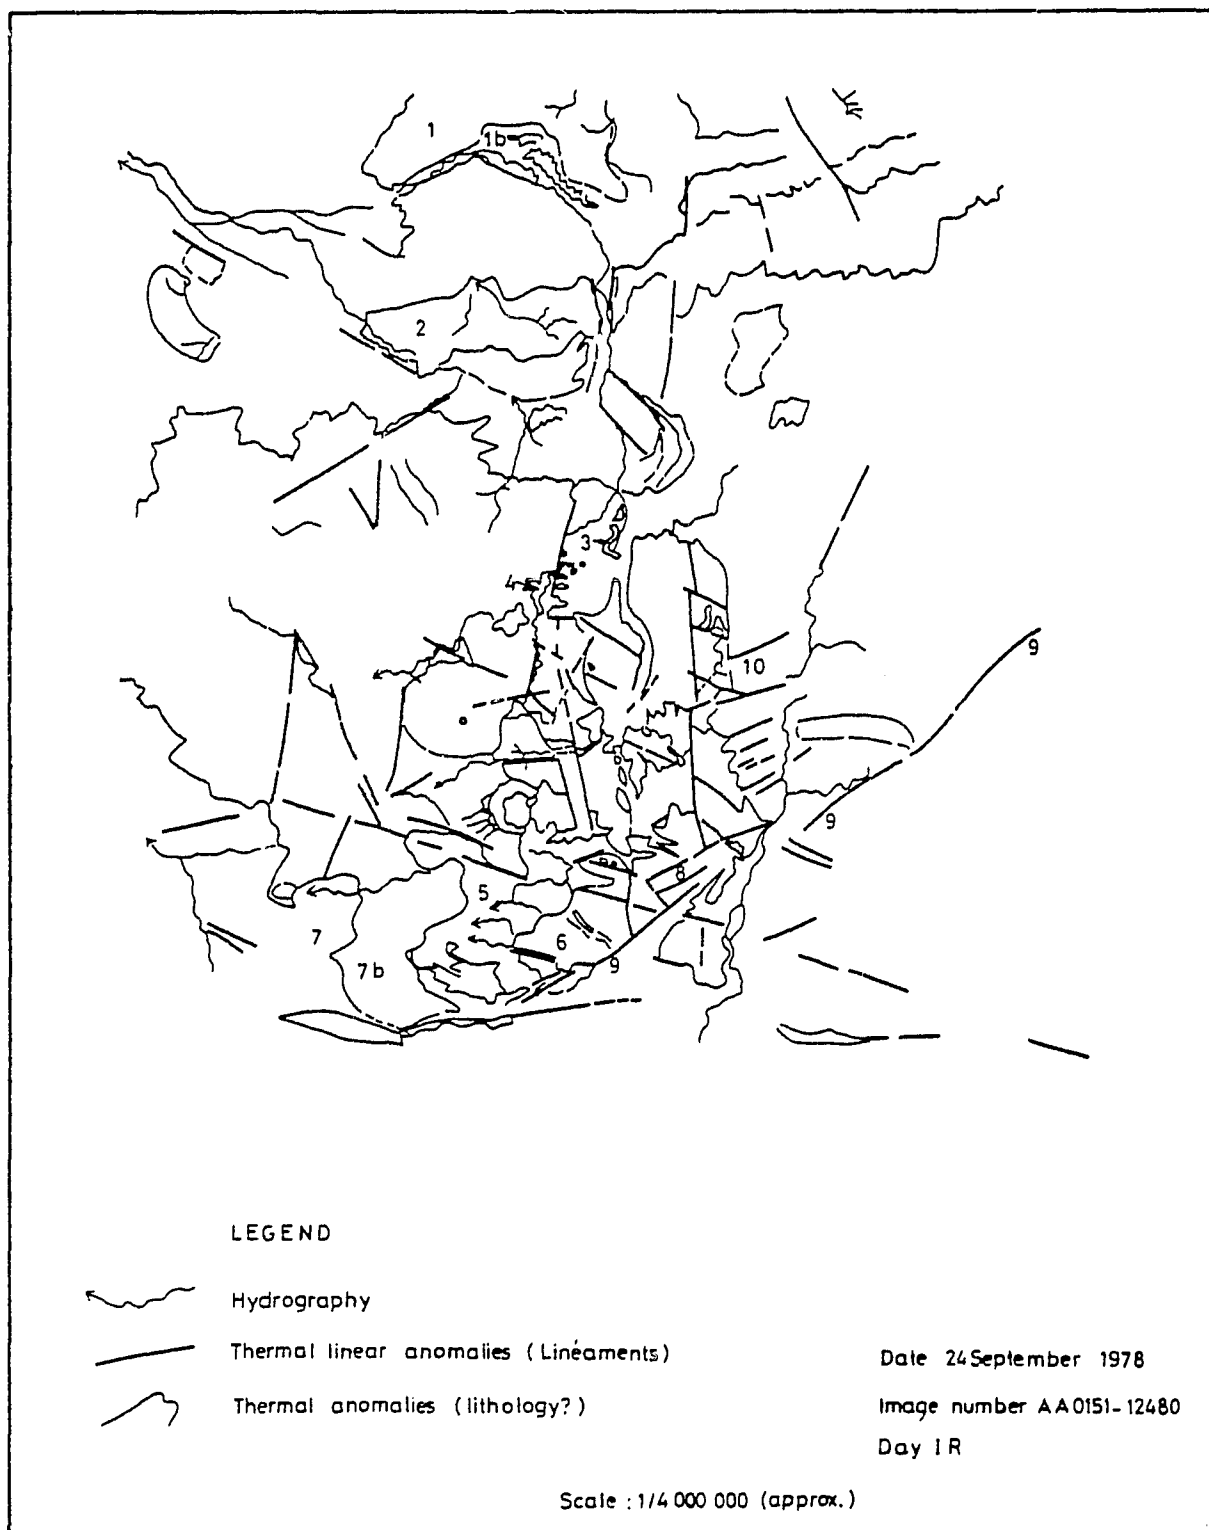 1
1b
2
3
4
10
9
9
8
5
7
6
9
7b
LEGEND
Hydrography
Thermal linear anomalies (Linéaments)
Thermal anomalies (lithology?)
Date 24 September 1978
Image number AA0151-12480
Day IR
Scale : 1/4 000 000 (approx.)